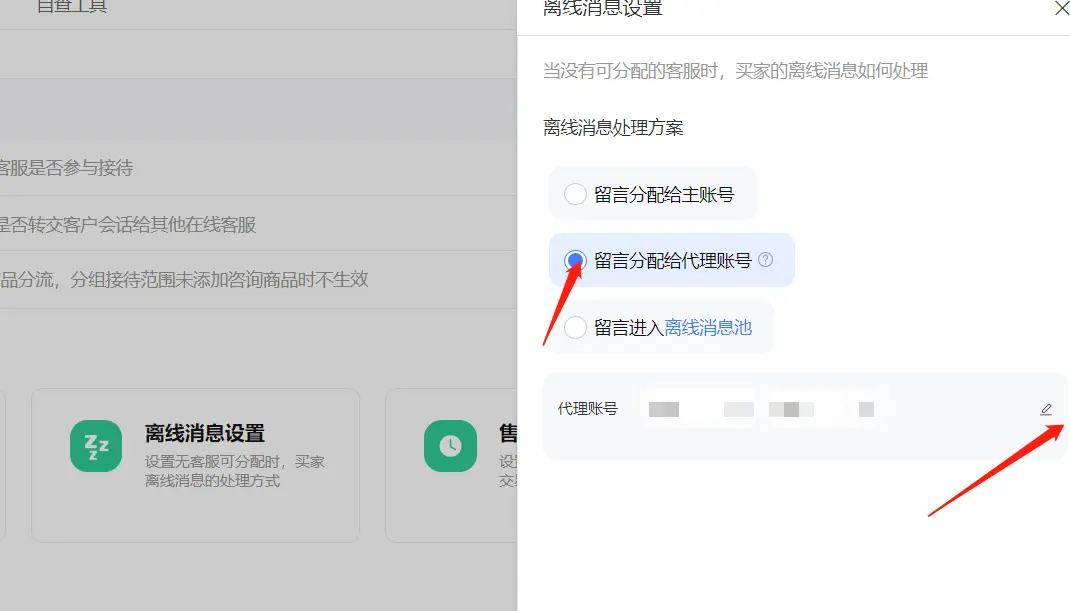 自查工具
客服是否参与接待
是否转交客户会话给其他在线客服
品分流，分组接待范围未添加咨询商品时不生效
Zzz
离线消息设置
设置无客服可分配时，买家
离线消息的处理方式
售
设
交
离线消息设置
当没有可分配的客服时，买家的离线消息如何处理
离线消息处理方案
留言分配给主账号
留言分配给代理账号
留言进入离线消息池
代理账号